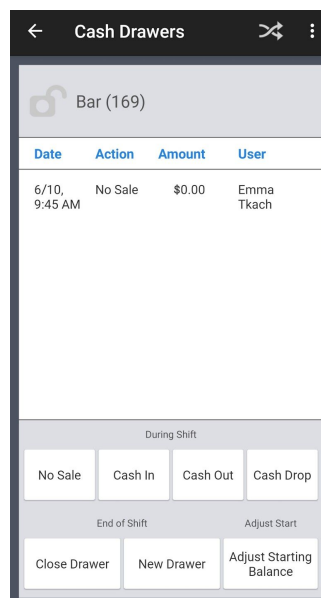 Cash Drawers
Bar (169)
Date Action Amount User
6/10, No Sale $0.00 Emma
9:45 AM Tkach
During Shift
No Sale Cash In Cash Out Cash Drop
End of Shift Adjust Start
Close Drawer New Drawer Adjust Starting
Balance